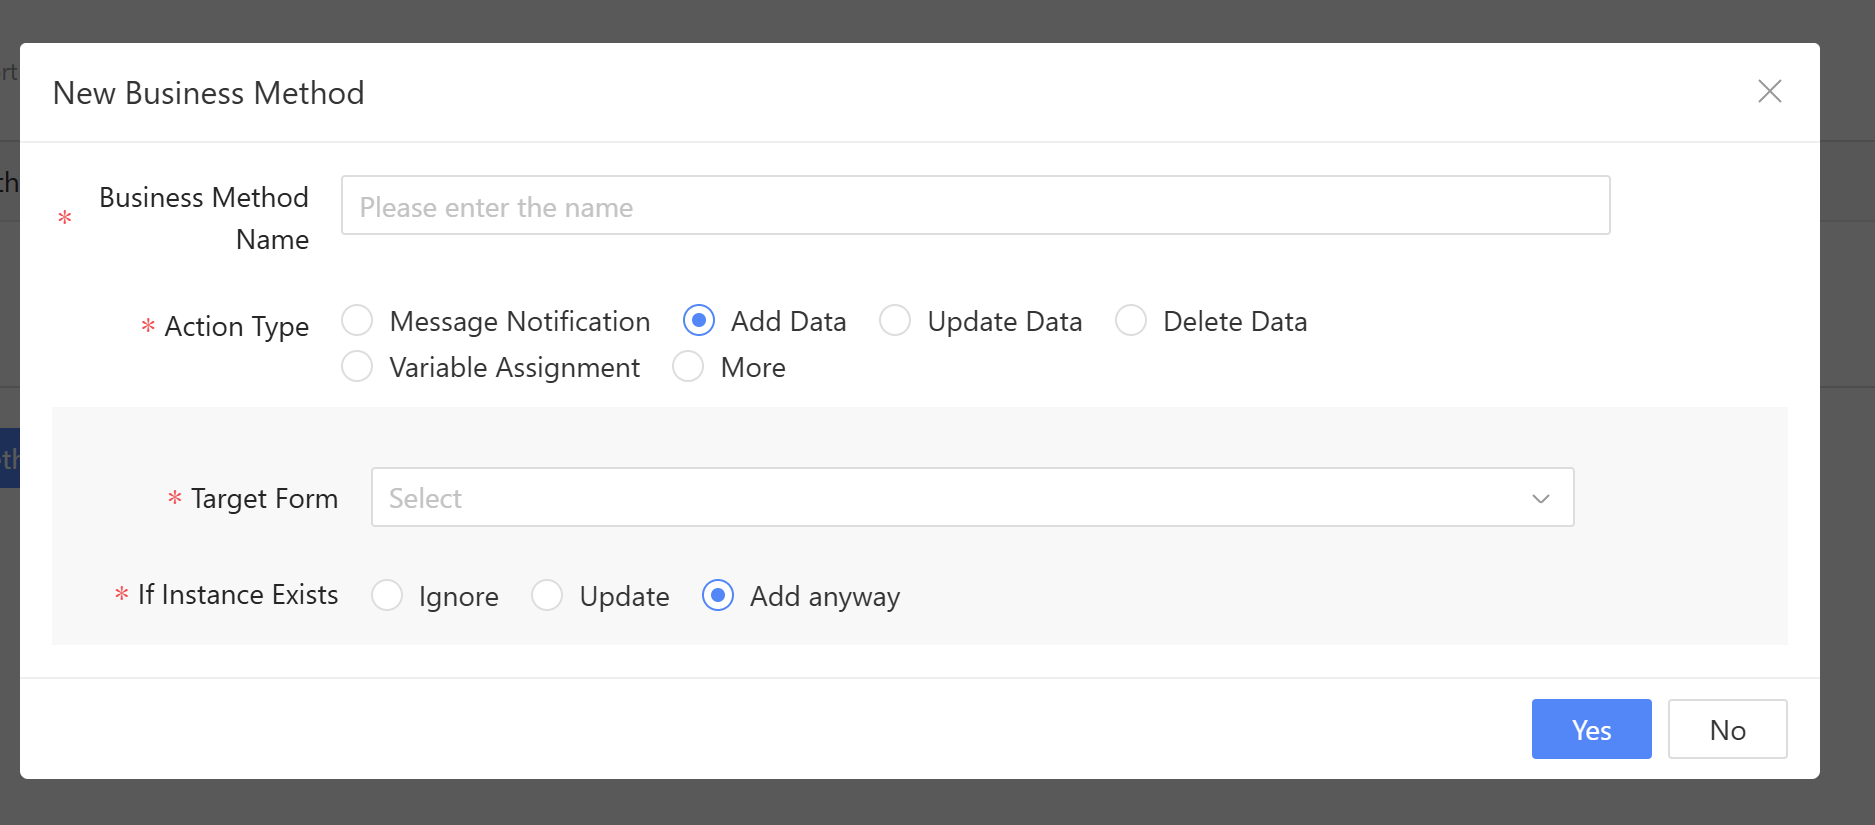 New Business Method
* Business Method Name
Please enter the name
* Action Type
Message Notification
Add Data
Update Data
Delete Data
Variable Assignment
More
* Target Form
Select
* If Instance Exists
Ignore
Update
Add anyway
Yes
No